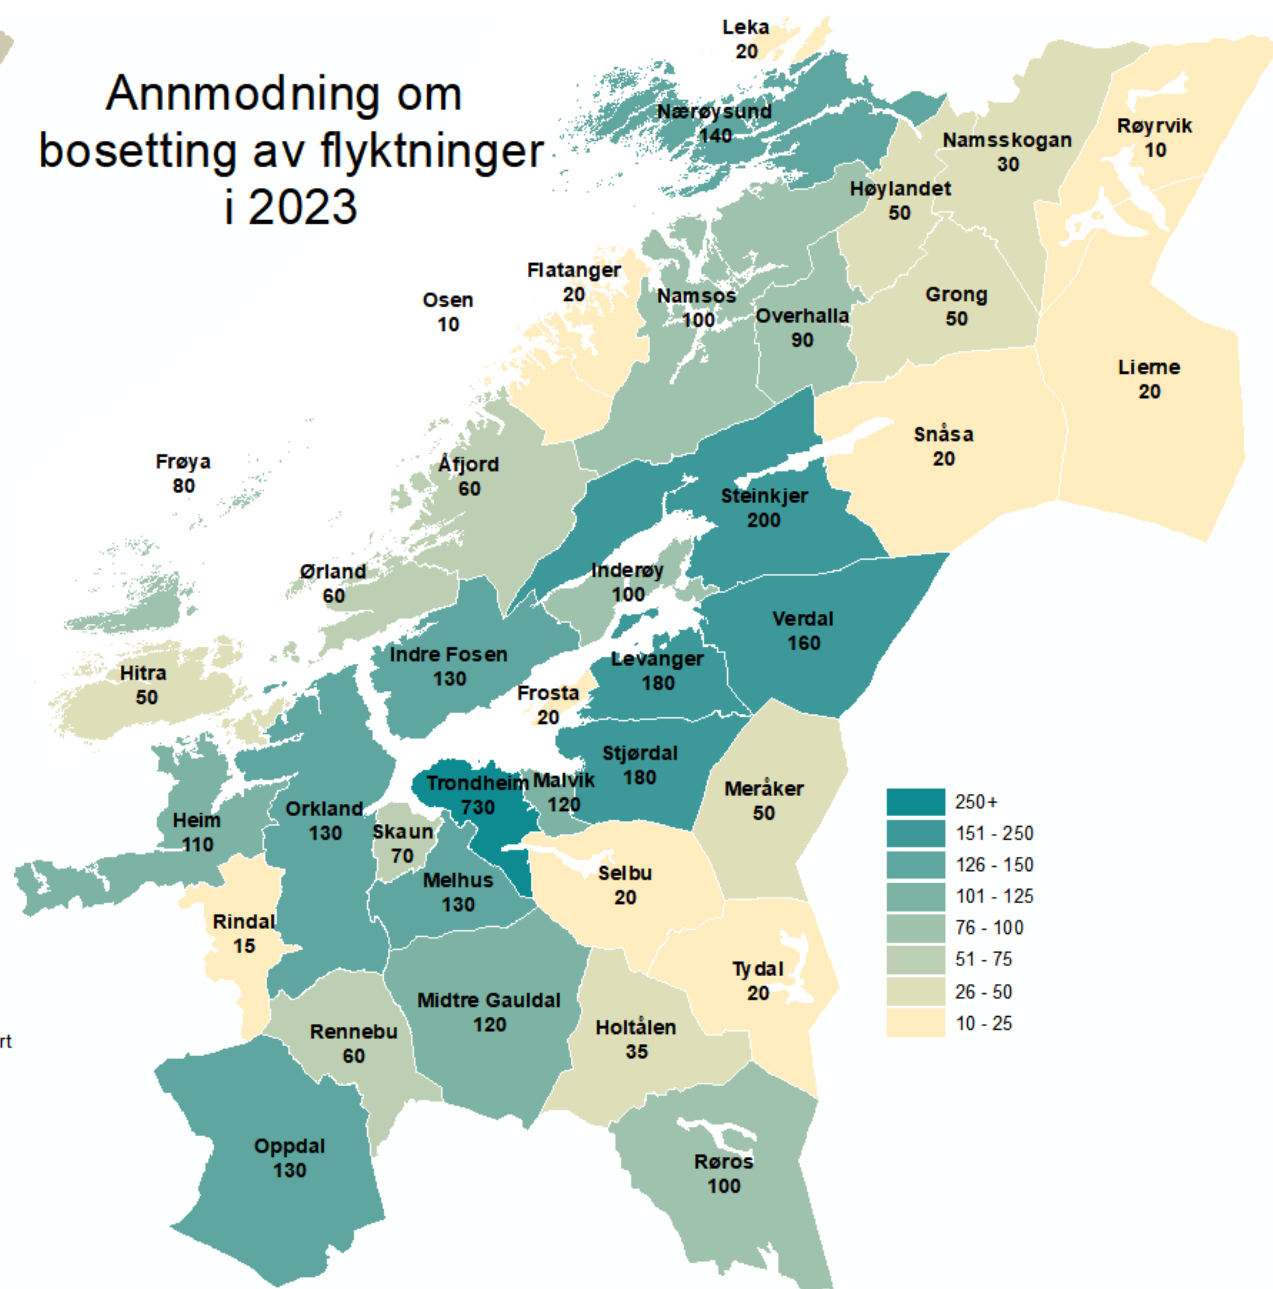 Annmodning om
bosetting av flyktninger
i 2023
Leka
20
Nærøysund
140
Namsskogan
30
Røyrvik
10
Høylandet
50
Flatanger
20
Osen
10
Namsos
100
Overhalla
90
Grong
50
Lierne
20
Snåsa
20
Frøya
80
Åfjord
60
Steinkjer
200
Ørland
60
Inderøy
100
Verdal
160
Hitra
50
Indre Fosen
130
Levanger
180
Frosta
20
Stjørdal
180
Trondheim
730
Malvik
120
Meråker
50
Heim
110
Orkland
130
Skaun
70
Melhus
130
Selbu
20
Rindal
15
Tydal
20
Midtre Gauldal
120
Holtålen
35
Rennebu
60
Oppdal
130
Røros
100
250+
151 - 250
126 - 150
101 - 125
76 - 100
51 - 75
26 - 50
10 - 25
rt